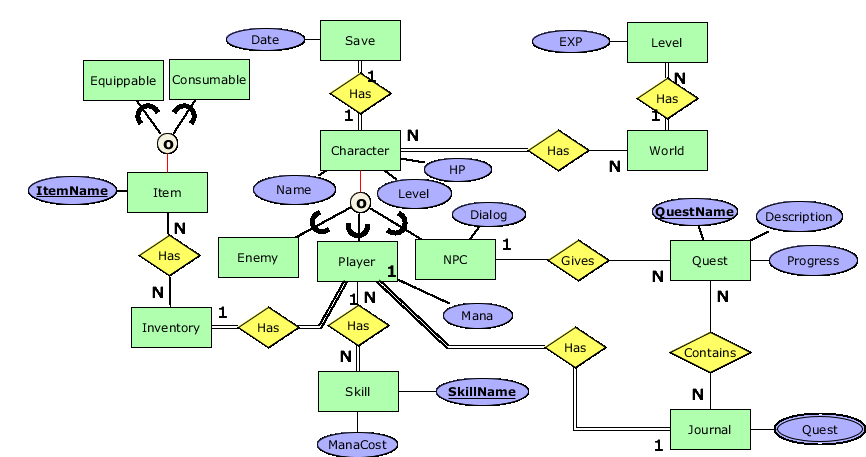 Date
Save
EXP
Level
Equippable
Consumable
1
N
Has
Has
1
1
o
Character
N
Has
N
World
HP
ItemName
Item
Name
Level
o
Dialog
QuestName
Description
N
Has
Enemy
Player
NPC
1
Gives
N
Quest
Progress
1
N
1
N
Mana
N
Inventory
1
Has
Has
Has
Contains
N
Skill
SkillName
N
ManaCost
Journal
1
Quest